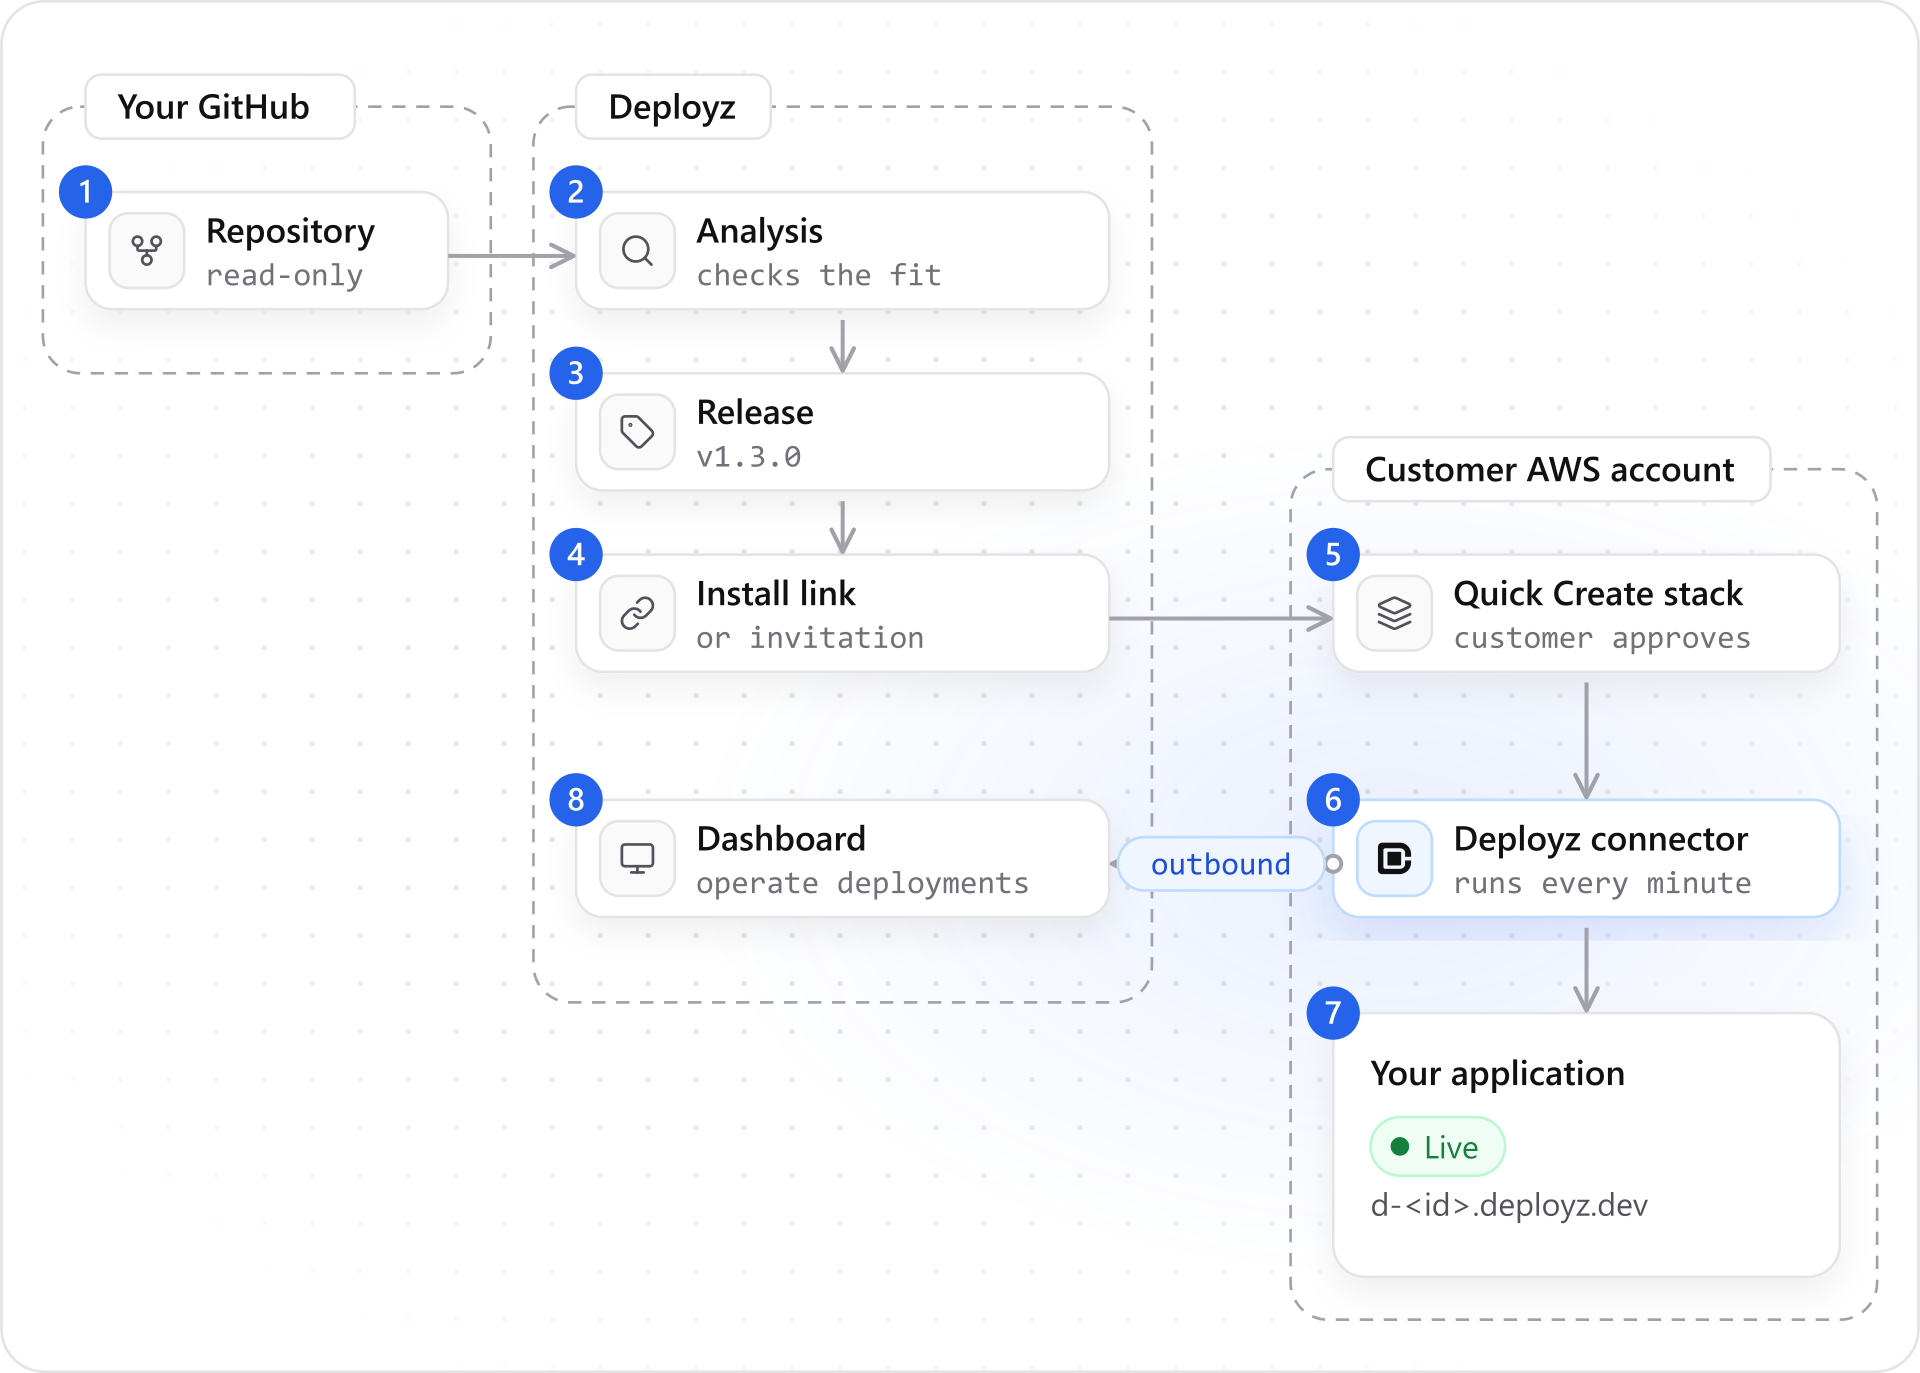 Your GitHub
1
Repository
read-only
Deployz
2
Analysis
checks the fit
3
Release
v1.3.0
4
Install link
or invitation
Customer AWS account
5
Quick Create stack
customer approves
6
Deployz connector
runs every minute
outbound
7
Your application
Live
d-<id>.deployz.dev
8
Dashboard
operate deployments